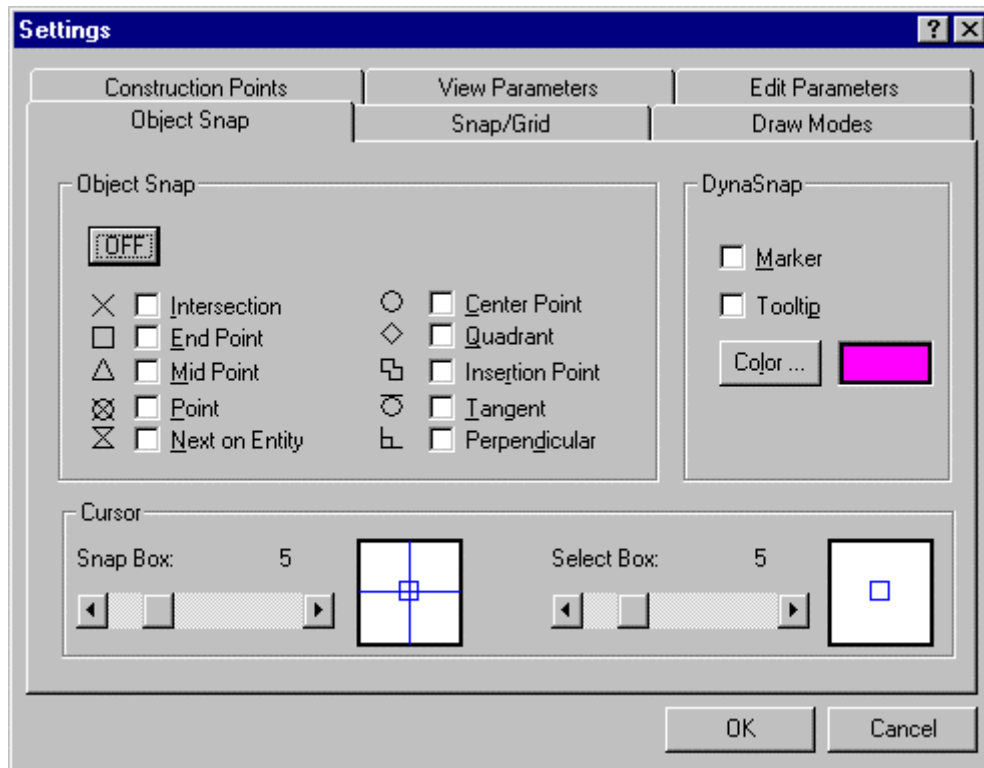 Settings
Construction Points
View Parameters
Edit Parameters
Object Snap
Snap/Grid
Draw Modes
Object Snap
OFF
Intersection
End Point
Mid Point
Point
Next on Entity
Center Point
Quadrant
Insertion Point
Tangent
Perpendicular
DynaSnap
Marker
Tooltip
Color ...
Cursor
Snap Box: 5
Select Box: 5
OK
Cancel